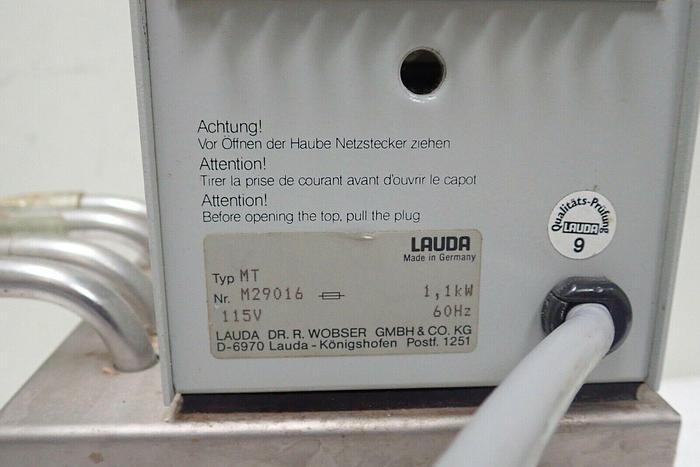 Achtung!
Vor Öffnen der Haube Netzstecker ziehen
Attention!
Tirer la prise de courant avant d'ouvrir le capot
Attention!
Before opening the top, pull the plug
LAUDA
Made in Germany
Typ MT
Nr. M29016 1,1kW
115V 60Hz
LAUDA DR. R. WOBSER GMBH & CO. KG
D-6970 Lauda - Königshofen Postf. 1251
Qualitäts-Prüfung
LAUDA
9